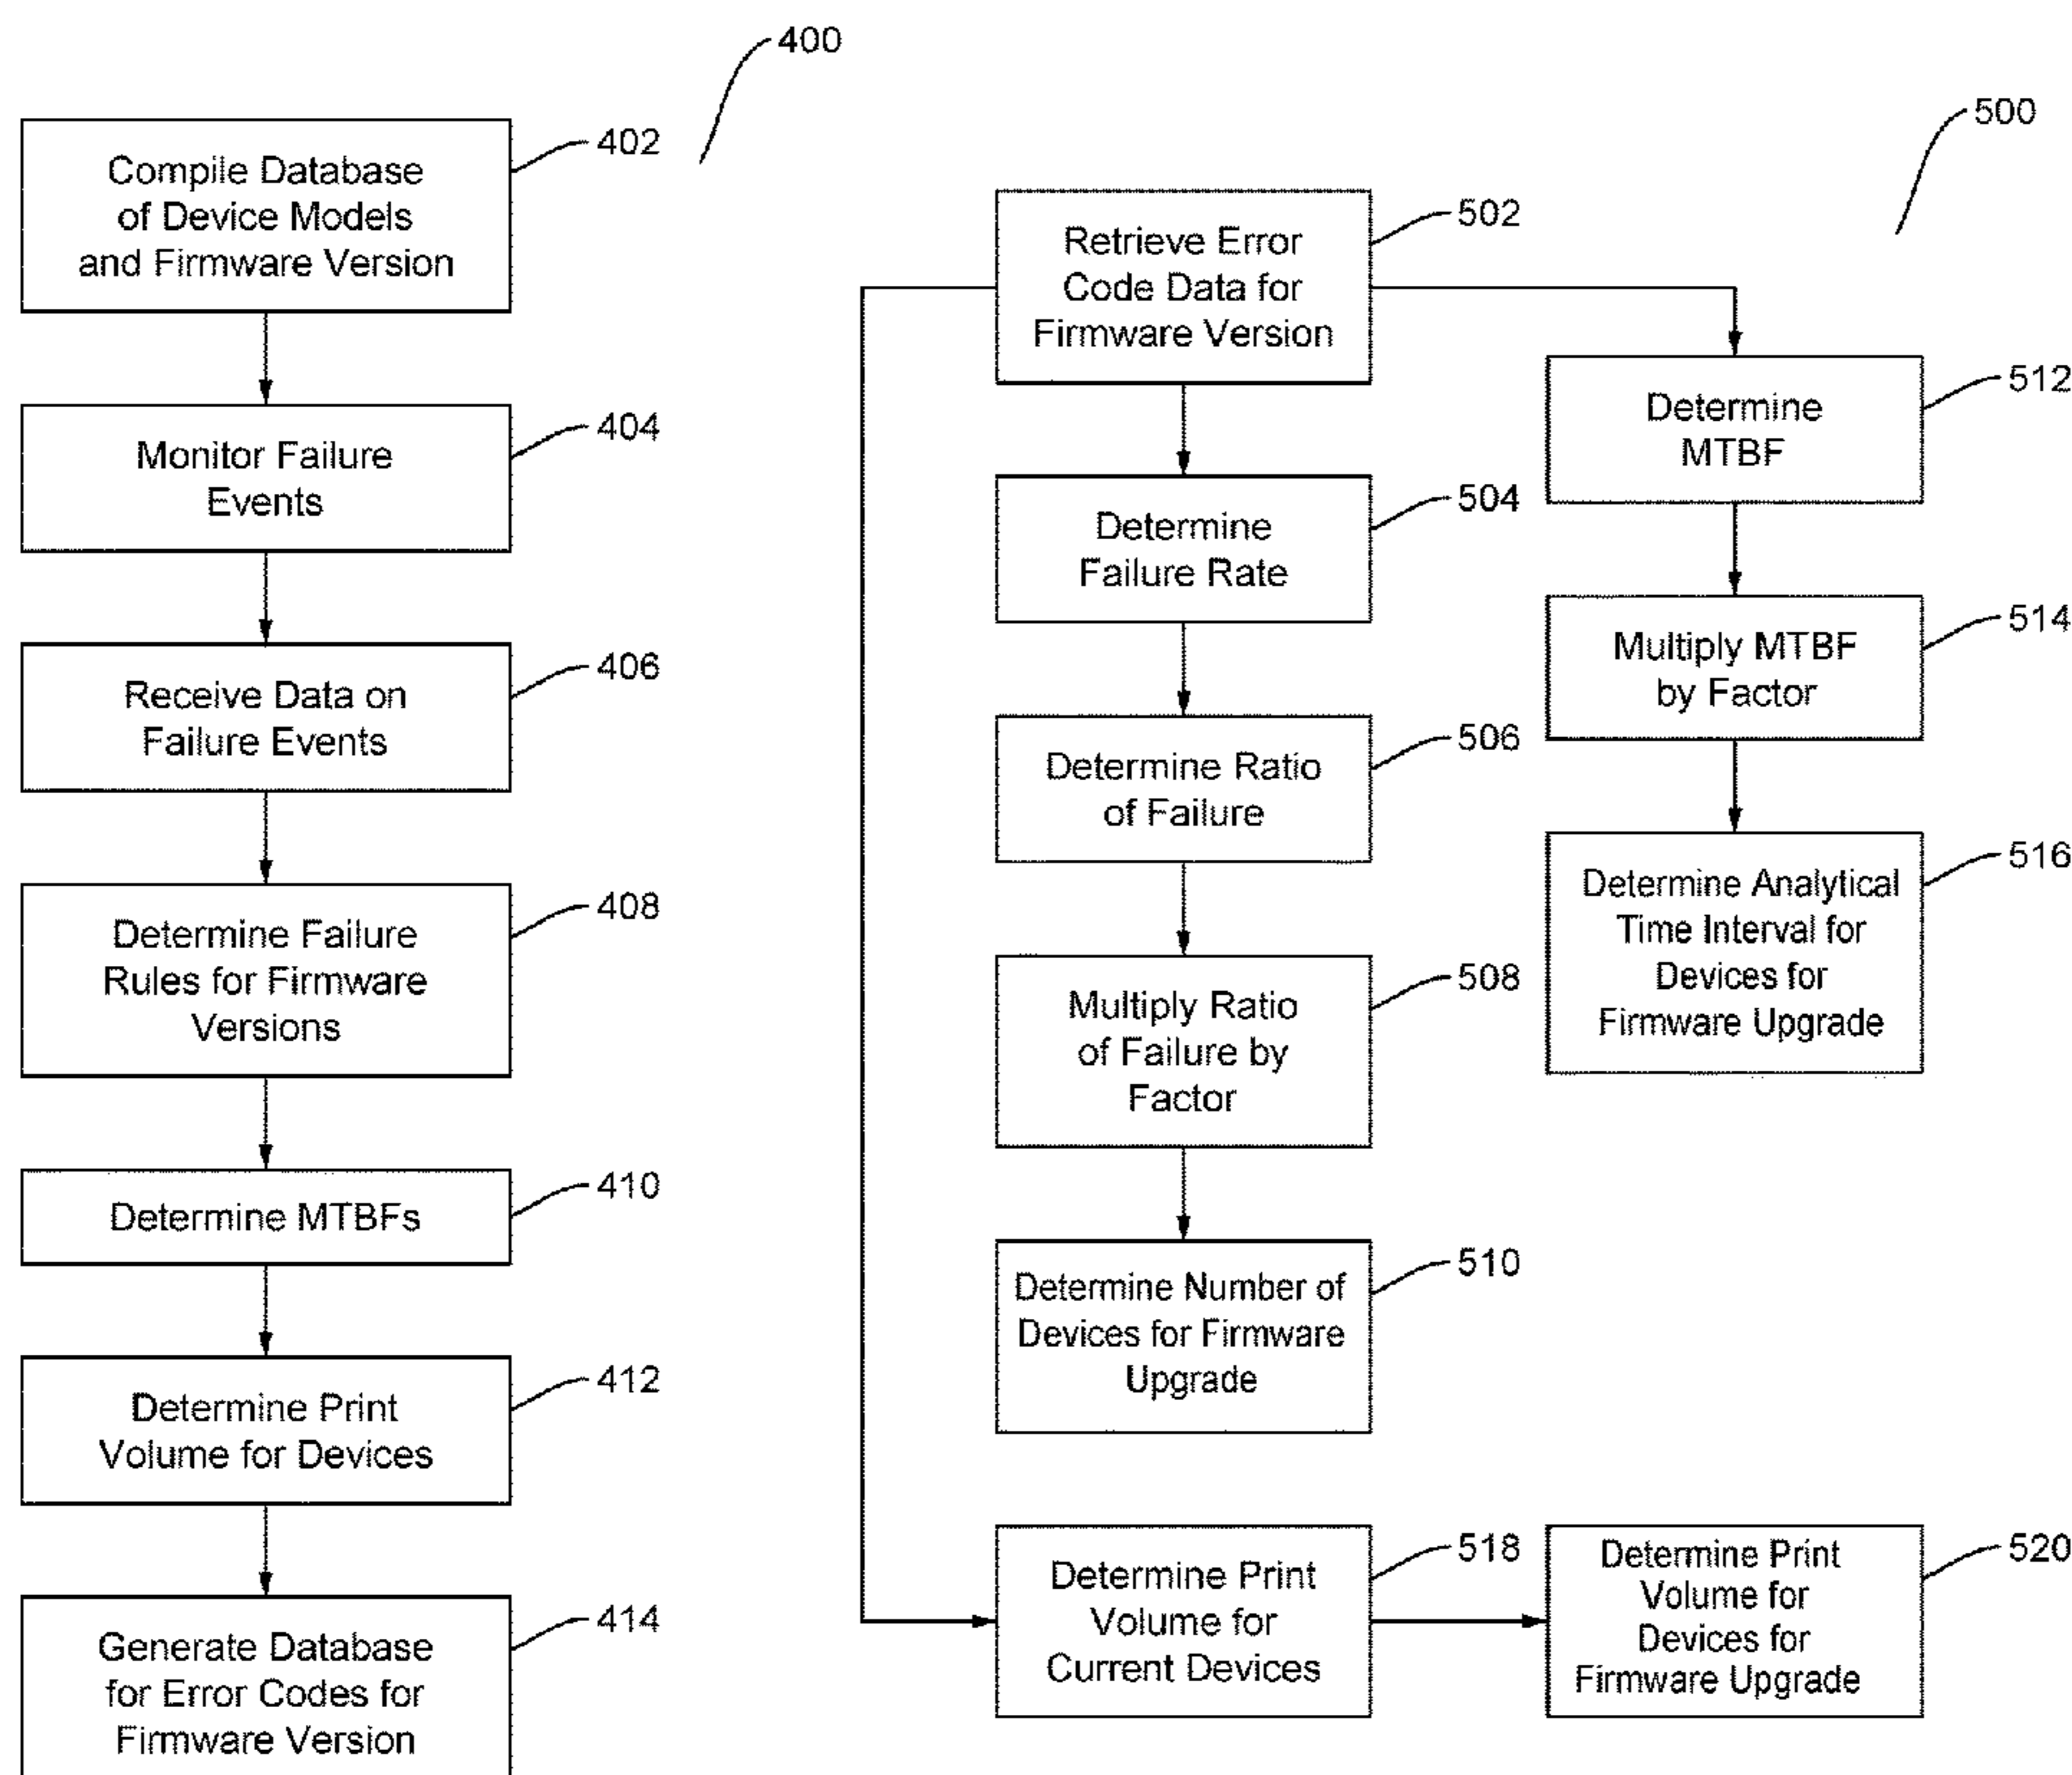 400
402
Compile Database
of Device Models
and Firmware Version
404
Monitor Failure
Events
406
Receive Data on
Failure Events
408
Determine Failure
Rules for Firmware
Versions
410
Determine MTBFs
412
Determine Print
Volume for Devices
414
Generate Database
for Error Codes for
Firmware Version
500
502
Retrieve Error
Code Data for
Firmware Version
504
Determine
Failure Rate
506
Determine Ratio
of Failure
508
Multiply Ratio
of Failure by
Factor
510
Determine Number of
Devices for Firmware
Upgrade
512
Determine
MTBF
514
Multiply MTBF
by Factor
516
Determine Analytical
Time Interval for
Devices for
Firmware Upgrade
518
Determine Print
Volume for
Current Devices
520
Determine Print
Volume for
Devices for
Firmware Upgrade